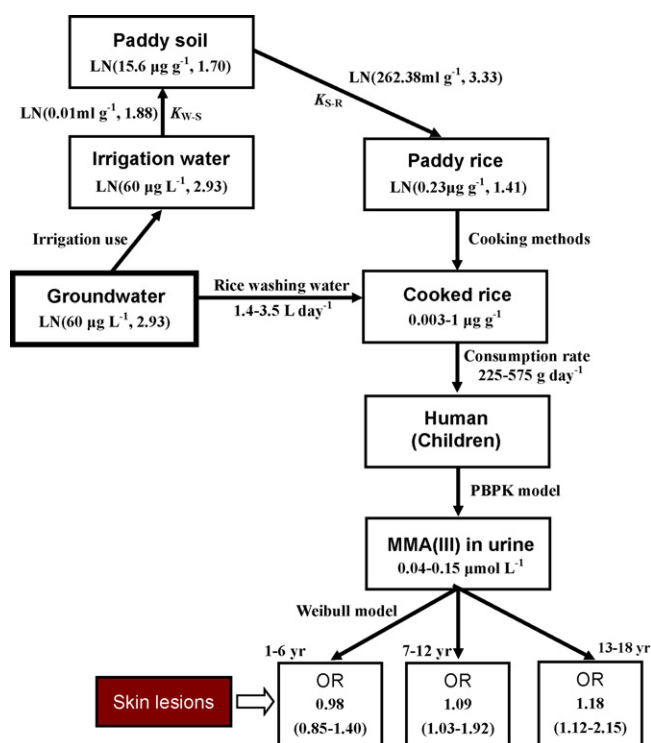 Paddy soil
LN(15.6 µg g⁻¹, 1.70)
LN(262.38ml g⁻¹, 3.33)
K_S-R
LN(0.01ml g⁻¹, 1.88) K_W-S
Irrigation water
LN(60 µg L⁻¹, 2.93)
Paddy rice
LN(0.23µg g⁻¹, 1.41)
Irrigation use
Cooking methods
Groundwater
LN(60 µg L⁻¹, 2.93)
Rice washing water
1.4-3.5 L day⁻¹
Cooked rice
0.003-1 µg g⁻¹
Consumption rate
225-575 g day⁻¹
Human
(Children)
PBPK model
MMA(III) in urine
0.04-0.15 µmol L⁻¹
Weibull model
1-6 yr
7-12 yr
13-18 yr
Skin lesions
OR
0.98
(0.85-1.40)
OR
1.09
(1.03-1.92)
OR
1.18
(1.12-2.15)